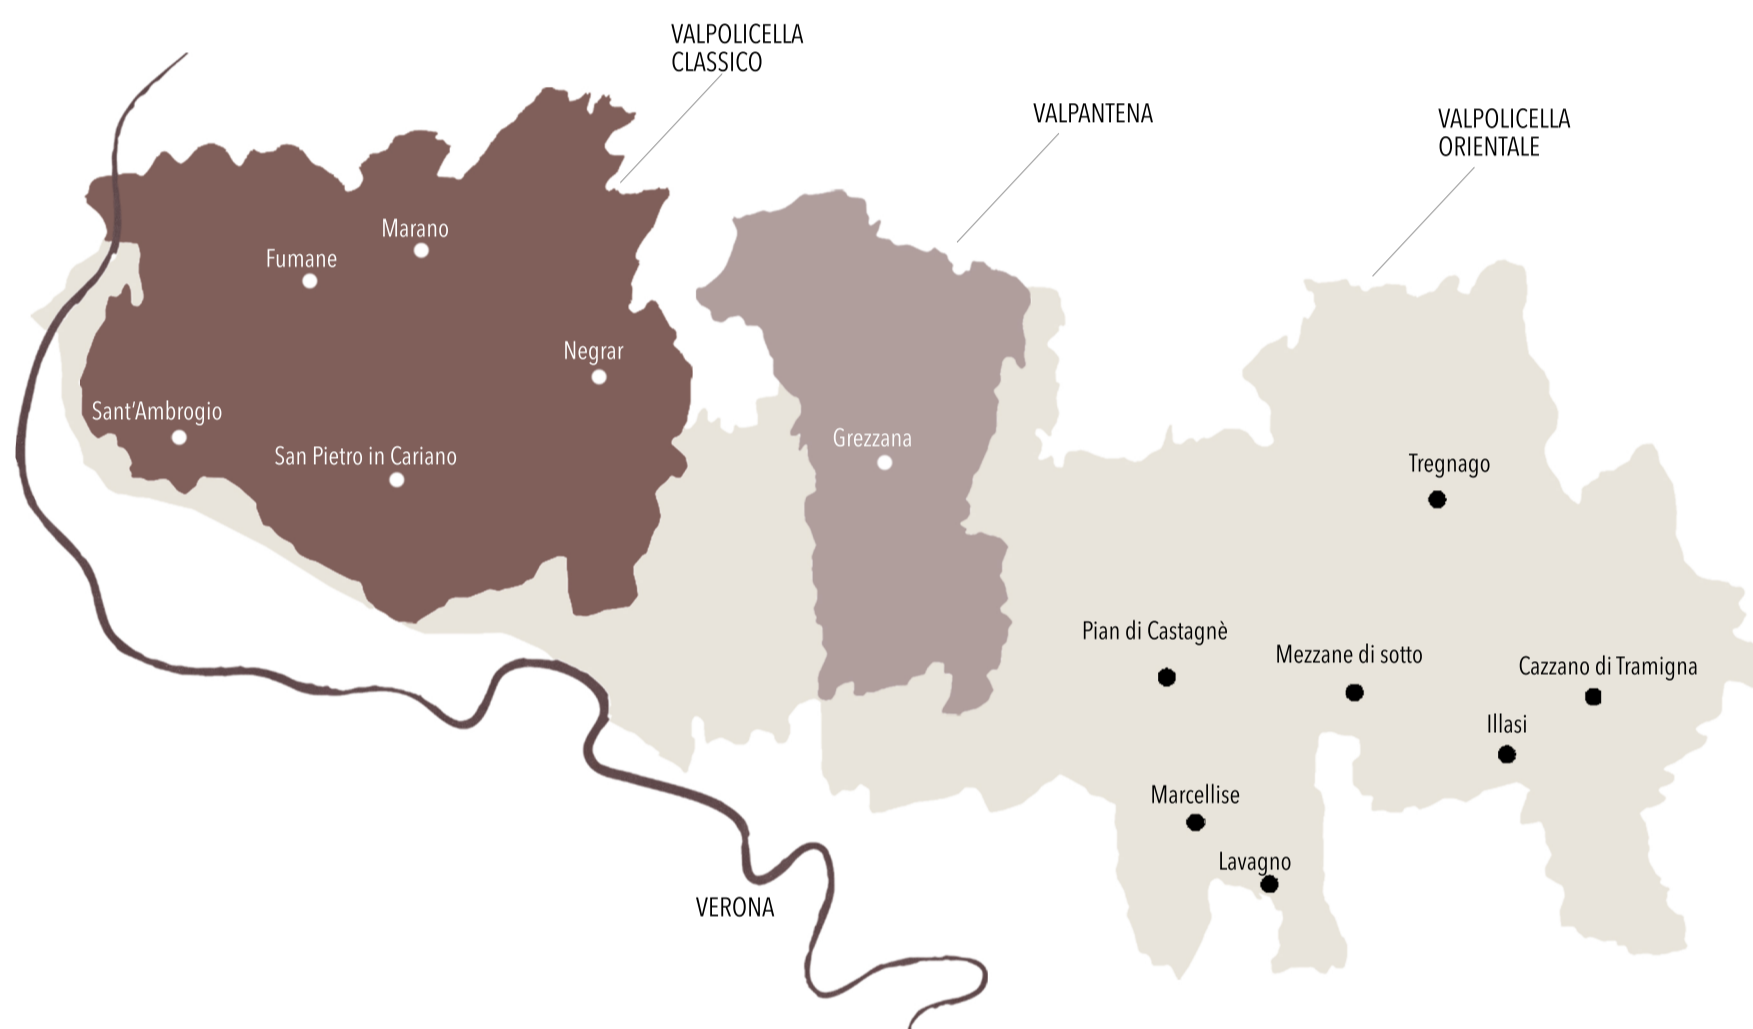 VALPOLICELLA
CLASSICO
VALPANTENA
VALPOLICELLA
ORIENTALE
Marano
Fumane
Negrar
Sant'Ambrogio
San Pietro in Cariano
Grezzana
Tregnago
Pian di Castagnè
Mezzane di sotto
Cazzano di Tramigna
Illasi
Marcellise
Lavagno
VERONA